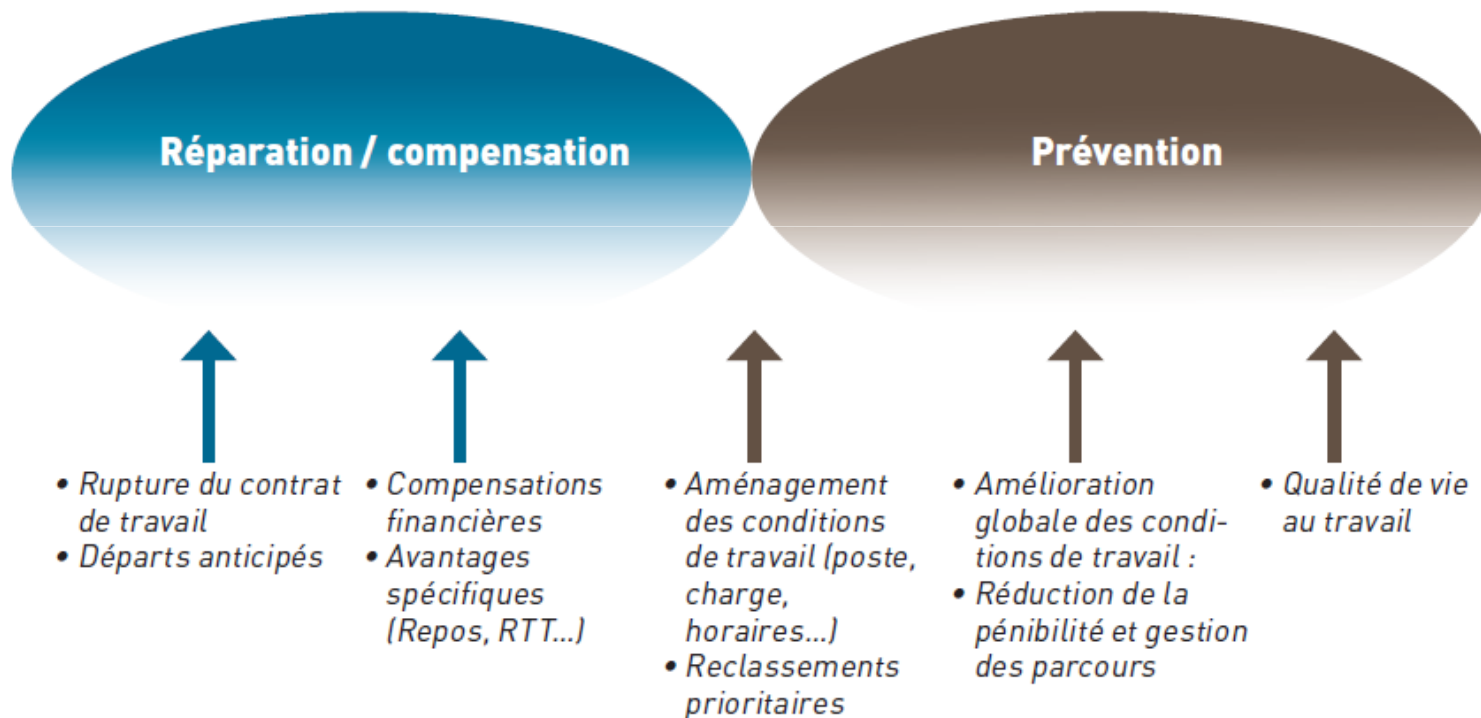 Réparation / compensation
Prévention
• Rupture du contrat
de travail
• Départs anticipés
• Compensations
financières
• Avantages
spécifiques
(Repos, RTT...)
• Aménagement
des conditions
de travail (poste,
charge,
horaires...)
• Reclassements
prioritaires
• Amélioration
globale des condi-
tions de travail :
• Réduction de la
pénibilité et gestion
des parcours
• Qualité de vie
au travail